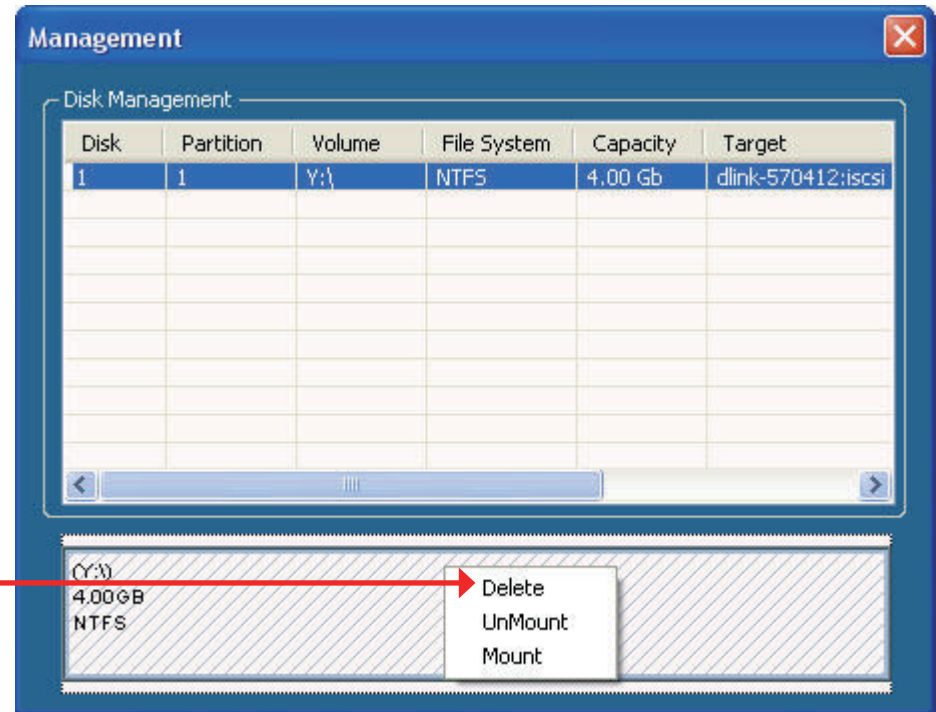 Management
Disk Management
Disk Partition Volume File System Capacity Target
1 1 Y:\ NTFS 4.00 Gb dlink-570412:iscsi
(Y:\)
4.00GB
NTFS
Delete
UnMount
Mount